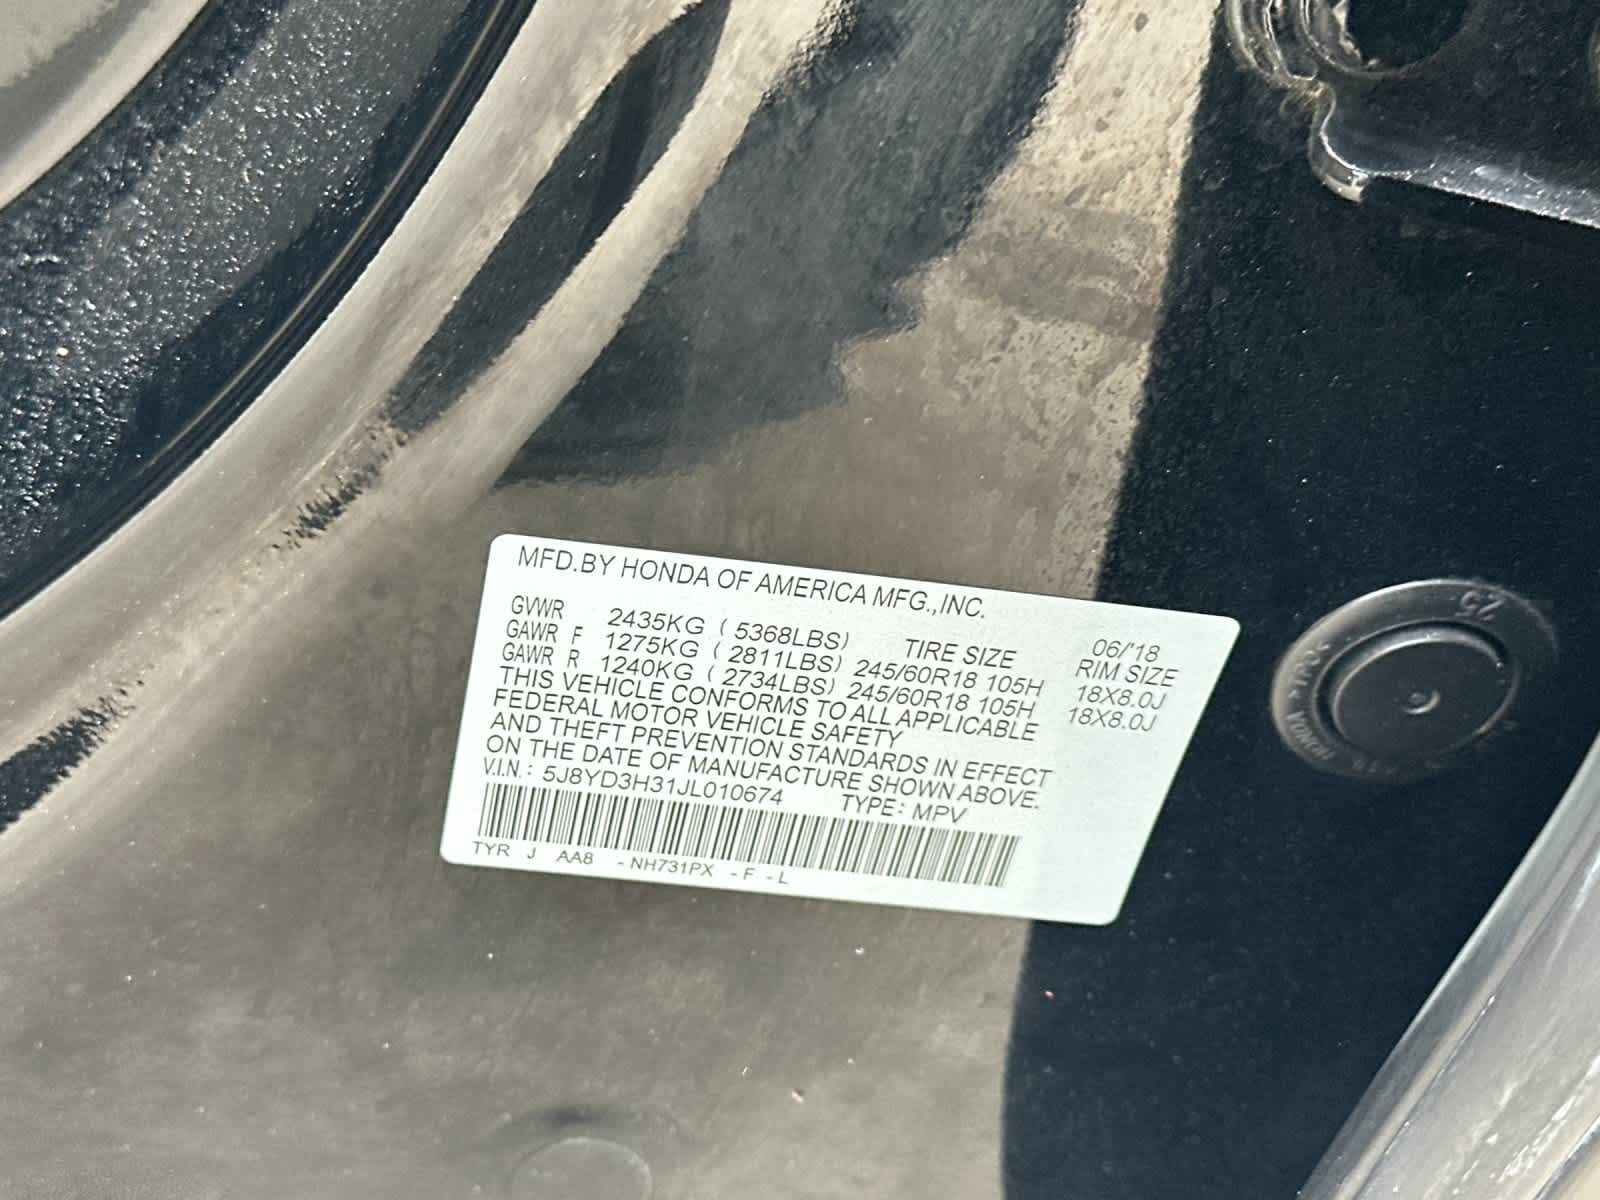 MFD.BY HONDA OF AMERICA MFG.,INC.
06/'18
GVWR 2435KG ( 5368LBS) TIRE SIZE RIM SIZE
GAWR F 1275KG ( 2811LBS) 245/60R18 105H 18X8.0J
GAWR R 1240KG ( 2734LBS) 245/60R18 105H 18X8.0J
THIS VEHICLE CONFORMS TO ALL APPLICABLE
FEDERAL MOTOR VEHICLE SAFETY
AND THEFT PREVENTION STANDARDS IN EFFECT
ON THE DATE OF MANUFACTURE SHOWN ABOVE.
V.I.N.: 5J8YD3H31JL010674 TYPE: MPV
TYR J AA8 -NH731PX -F -L
25
HONDA